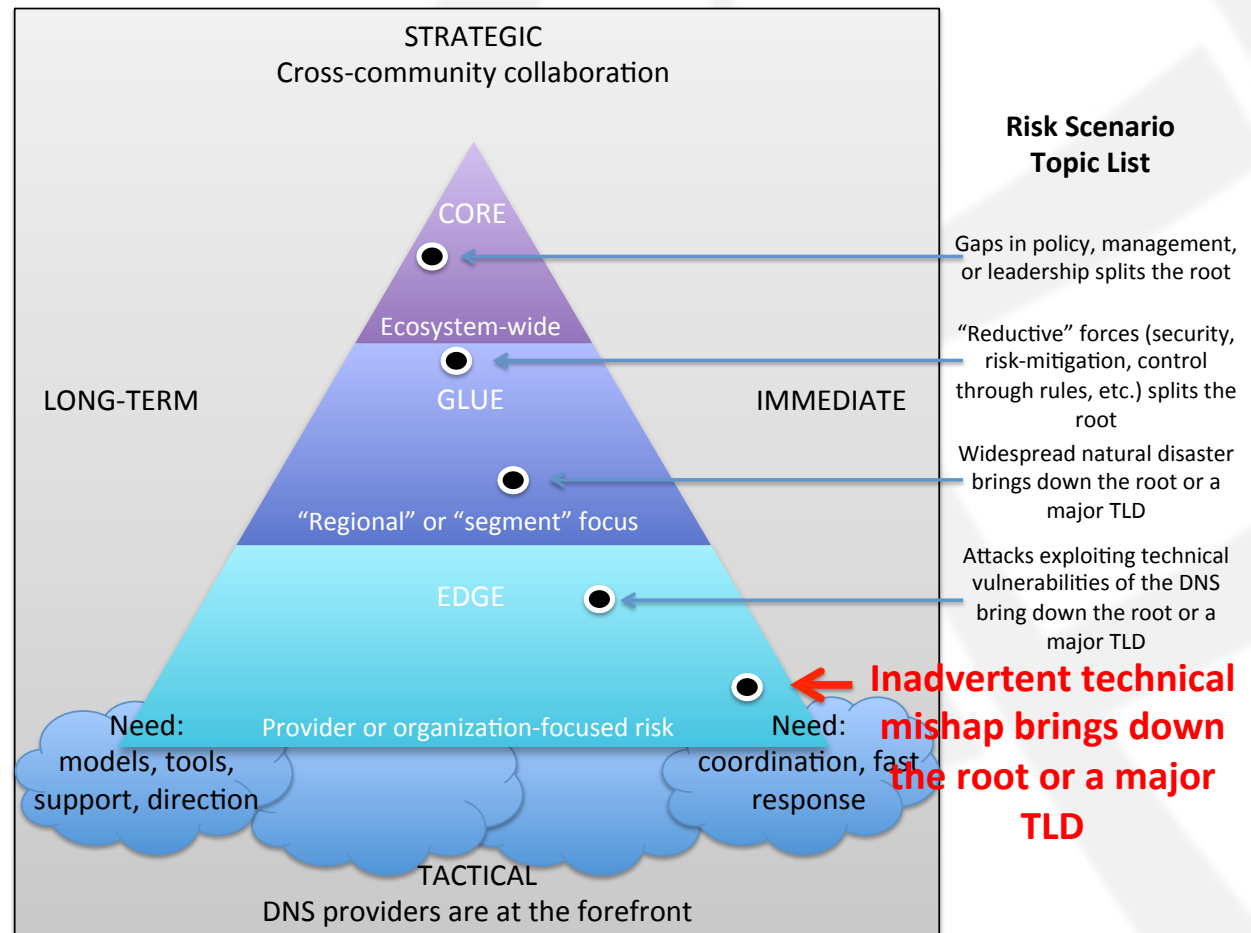 STRATEGIC
Cross-community collaboration
Risk Scenario
Topic List
CORE
Gaps in policy, management,
or leadership splits the root
Ecosystem-wide
“Reductive” forces (security,
risk-mitigation, control
through rules, etc.) splits the
root
LONG-TERM
GLUE
IMMEDIATE
Widespread natural disaster
brings down the root or a
major TLD
“Regional” or “segment” focus
Attacks exploiting technical
vulnerabilities of the DNS
bring down the root or a
major TLD
EDGE
Inadvertent technical
mishap brings down
the root or a major
TLD
Need:
models, tools,
support, direction
Provider or organization-focused risk
Need:
coordination, fast
response
TACTICAL
DNS providers are at the forefront